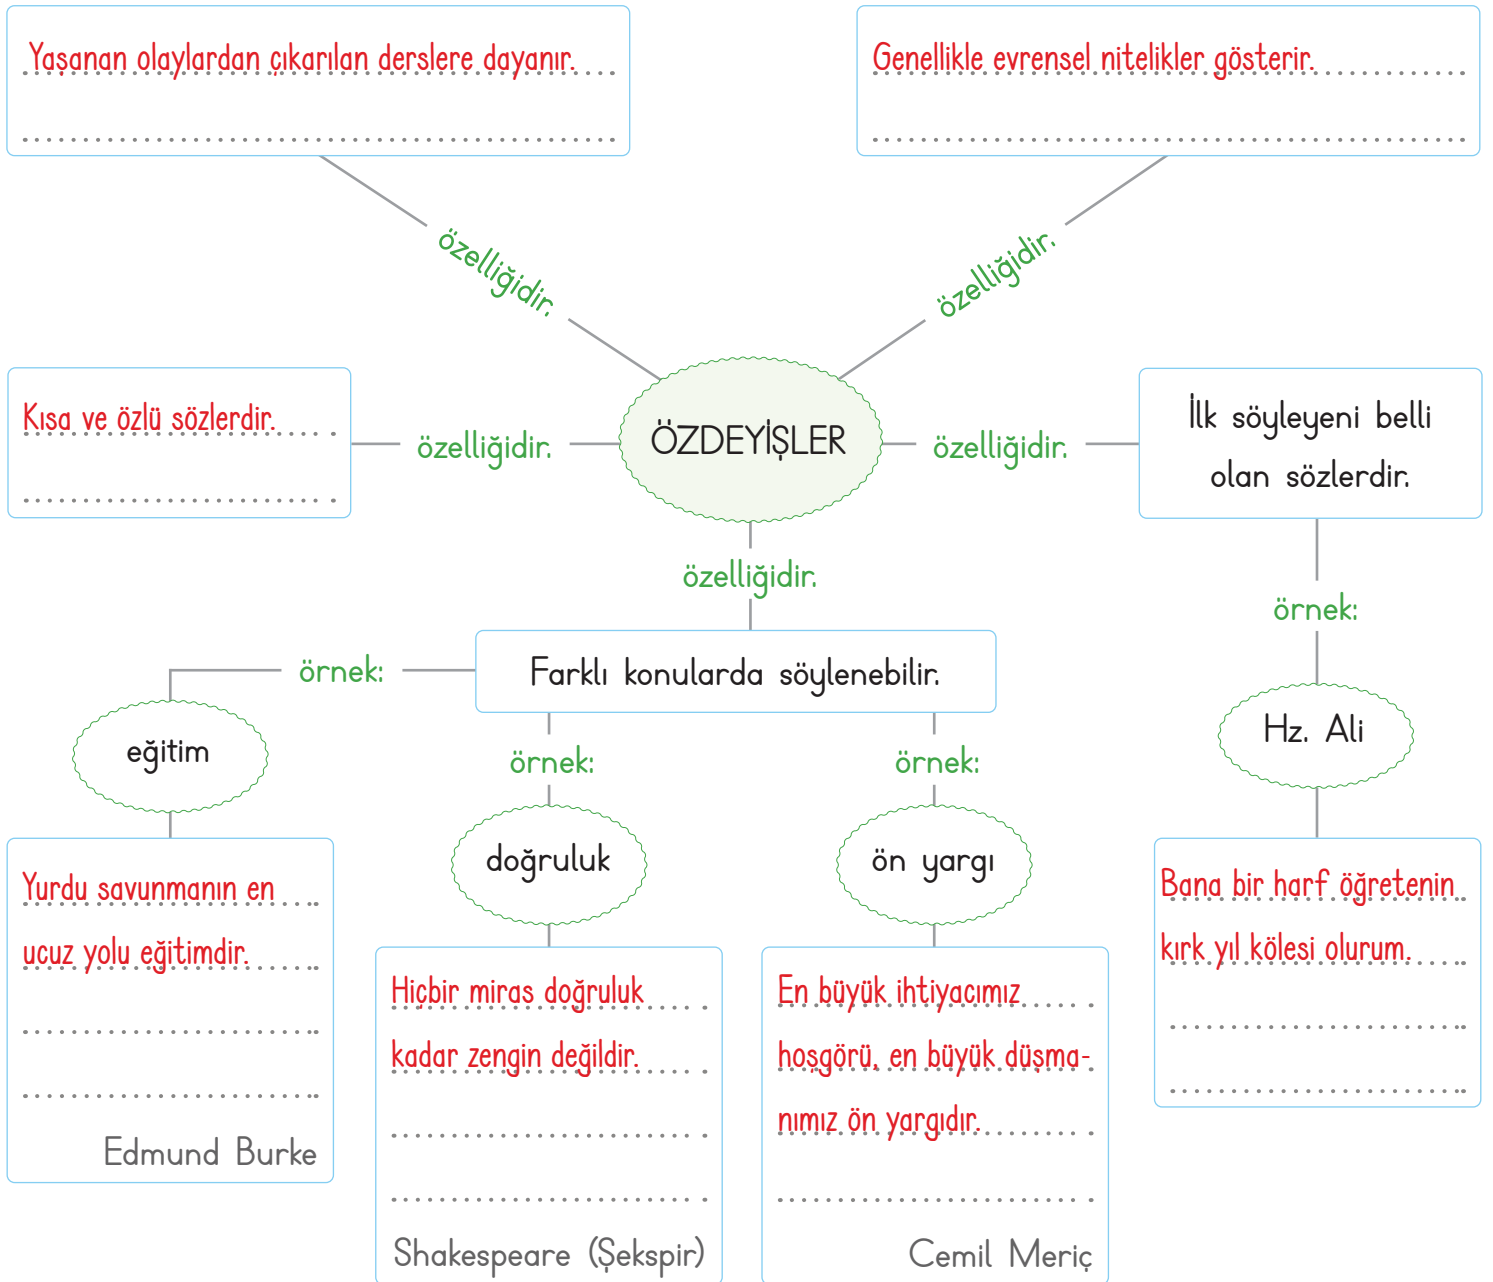 Yaşanan olaylardan çıkarılan derslere dayanır.
Genellikle evrensel nitelikler gösterir.
özelliğidir.
özelliğidir.
Kısa ve özlü sözlerdir.
özelliğidir.
ÖZDEYİŞLER
özelliğidir.
İlk söyleyeni belli
olan sözlerdir.
özelliğidir.
örnek:
Farklı konularda söylenebilir.
örnek:
eğitim
örnek:
örnek:
Hz. Ali
doğruluk
ön yargı
Yurdu savunmanın en
ucuz yolu eğitimdir.
Edmund Burke
Hiçbir miras doğruluk
kadar zengin değildir.
Shakespeare (Şekspir)
En büyük ihtiyacımız
hoşgörü, en büyük düşma-
nımız ön yargıdır.
Cemil Meriç
Bana bir harf öğretenin
kırk yıl kölesi olurum.